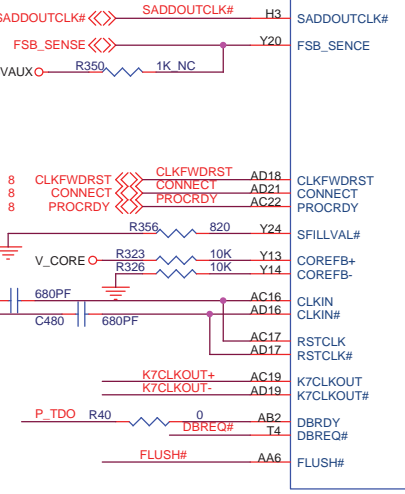 SADDOUTCLK# SADDOUTCLK# H3 SADDOUTCLK#
FSB_SENSE Y20 FSB_SENCE
VAUX R350 1K_NC
8 CLKFWDRST CLKFWDRST AD18 CLKFWDRST
8 CONNECT CONNECT AD21 CONNECT
8 PROCRDY PROCRDY AC22 PROCRDY
R356 820 Y24 SFILLVAL#
V_CORE R323 10K Y13 COREFB+
R326 10K Y14 COREFB-
680PF AC16 CLKIN
C480 680PF AD16 CLKIN#
AC17 RSTCLK
AD17 RSTCLK#
K7CLKOUT+ AC19 K7CLKOUT
K7CLKOUT- AD19 K7CLKOUT#
P_TDO R40 0 AB2 DBRDY
DBREQ# T4 DBREQ#
FLUSH# AA6 FLUSH#